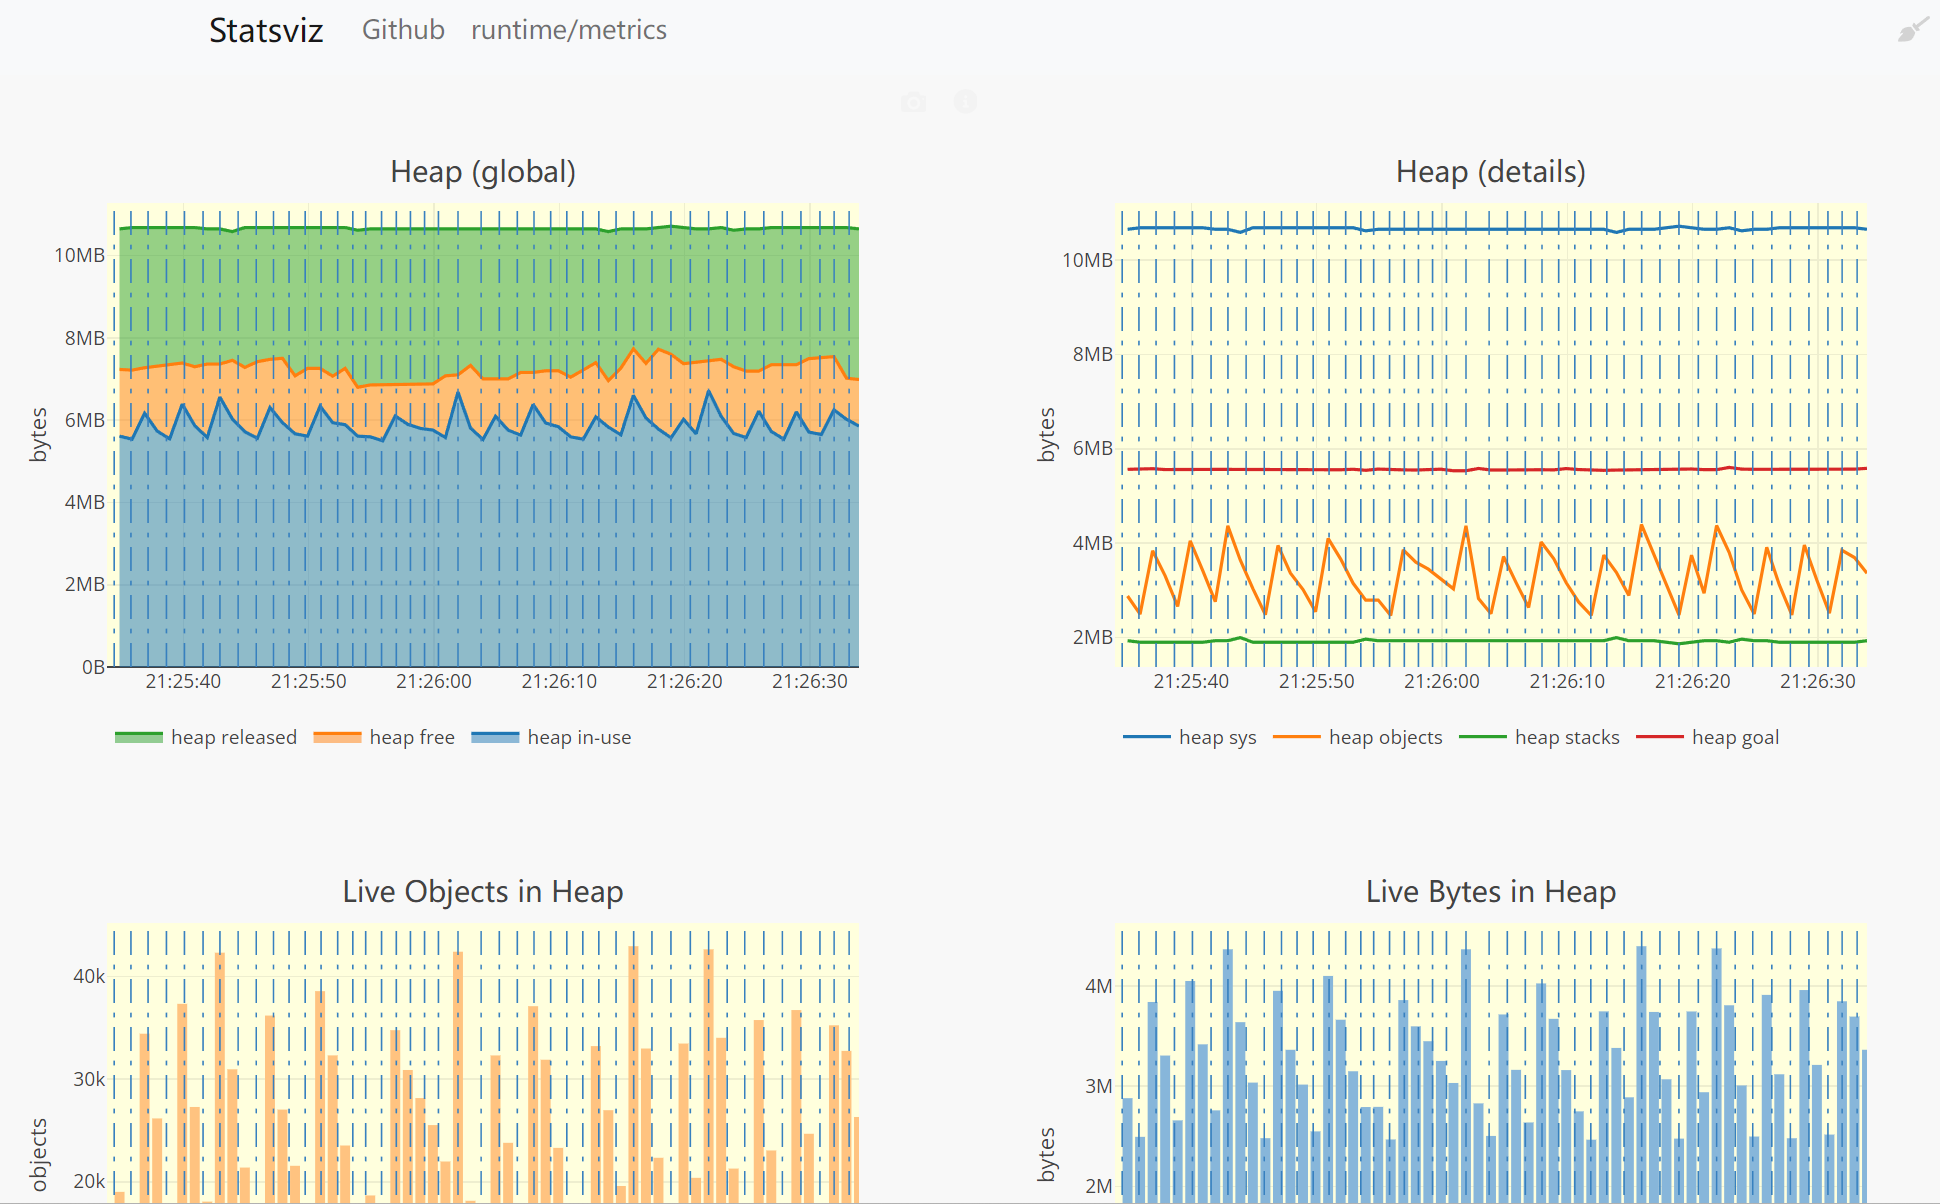 Statsviz Github runtime/metrics
Heap (global)
bytes
10MB
8MB
6MB
4MB
2MB
0B
21:25:40 21:25:50 21:26:00 21:26:10 21:26:20 21:26:30
heap released heap free heap in-use
Heap (details)
bytes
10MB
8MB
6MB
4MB
2MB
21:25:40 21:25:50 21:26:00 21:26:10 21:26:20 21:26:30
heap sys heap objects heap stacks heap goal
Live Objects in Heap
objects
40k
30k
20k
Live Bytes in Heap
bytes
4M
3M
2M